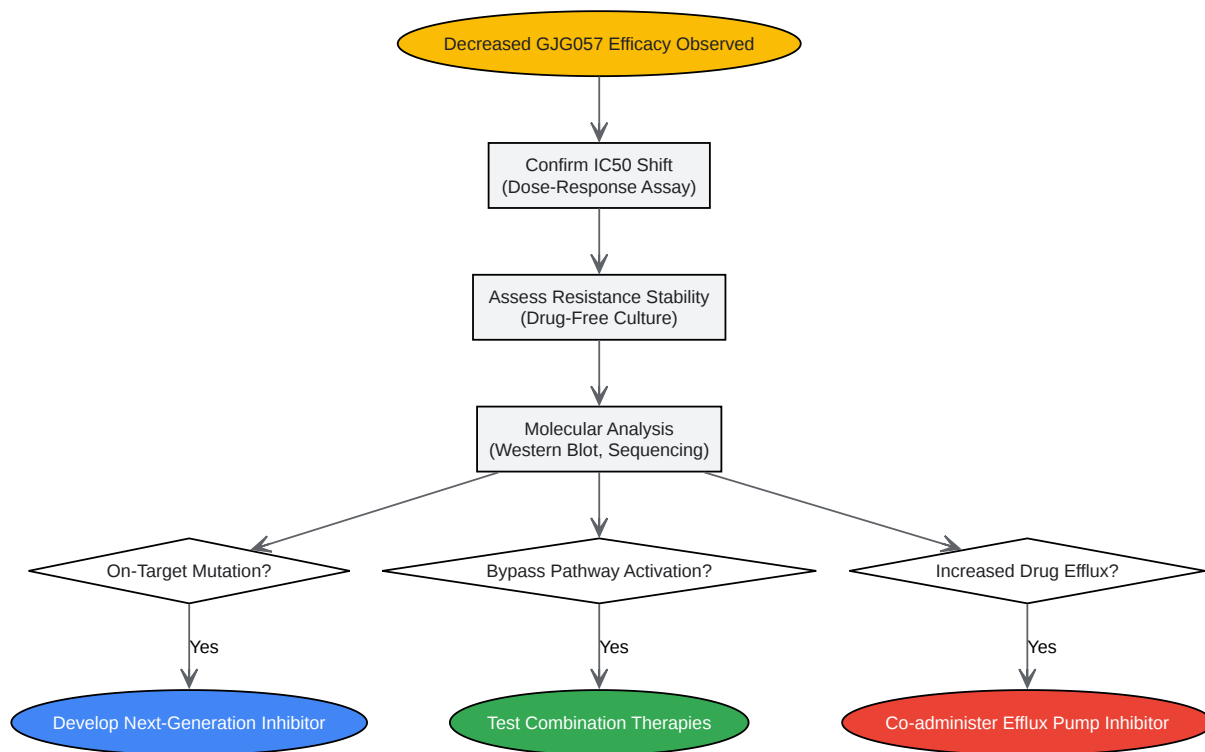 Decreased GJG057 Efficacy Observed
Confirm IC50 Shift
(Dose-Response Assay)
Assess Resistance Stability
(Drug-Free Culture)
Molecular Analysis
(Western Blot, Sequencing)
On-Target Mutation?
Bypass Pathway Activation?
Increased Drug Efflux?
Yes
Yes
Yes
Develop Next-Generation Inhibitor
Test Combination Therapies
Co-administer Efflux Pump Inhibitor